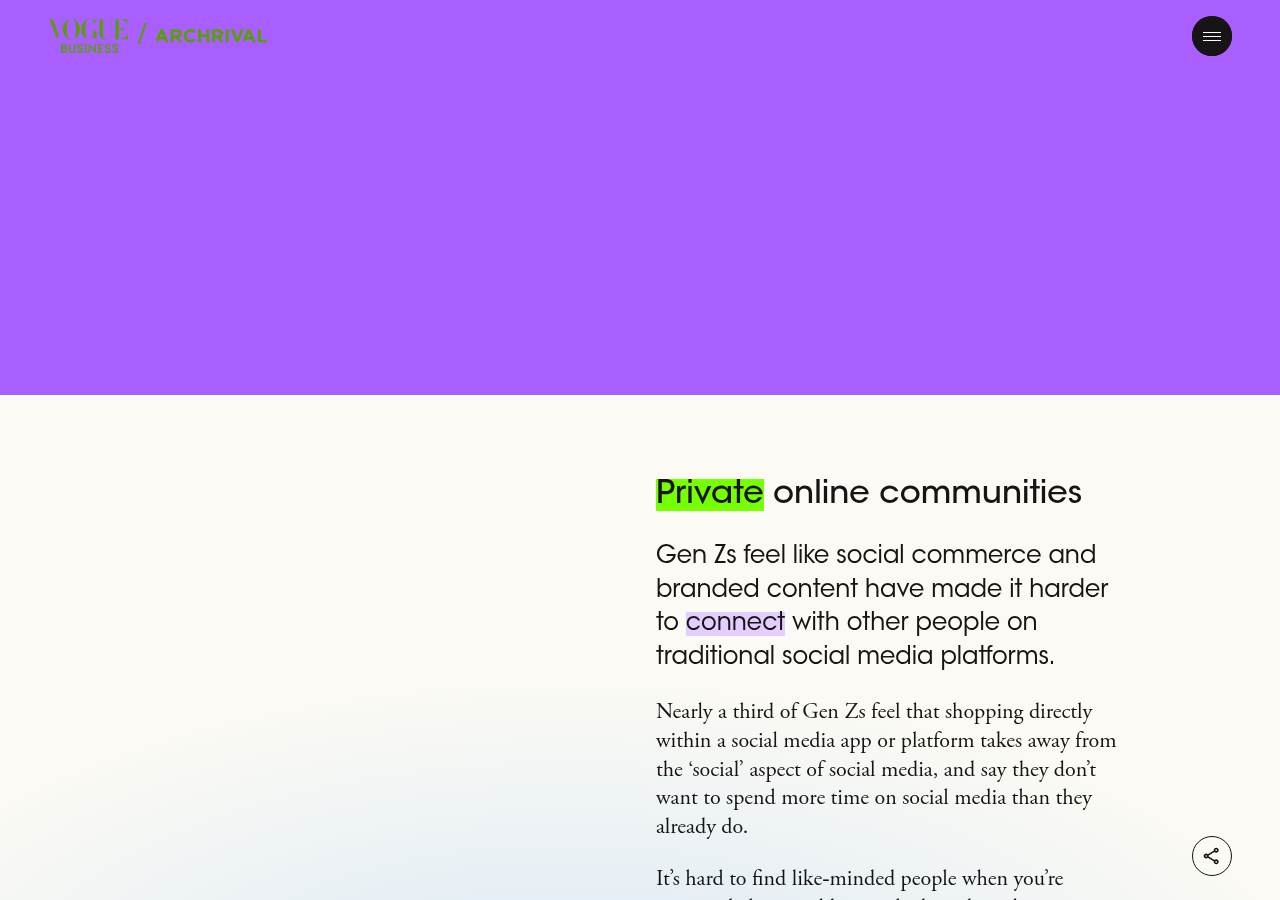 VOGUE
BUSINESS / ARCHRIVAL
Private online communities
Gen Zs feel like social commerce and
branded content have made it harder
to connect with other people on
traditional social media platforms.
Nearly a third of Gen Zs feel that shopping directly
within a social media app or platform takes away from
the ‘social’ aspect of social media, and say they don’t
want to spend more time on social media than they
already do.
It’s hard to find like-minded people when you’re